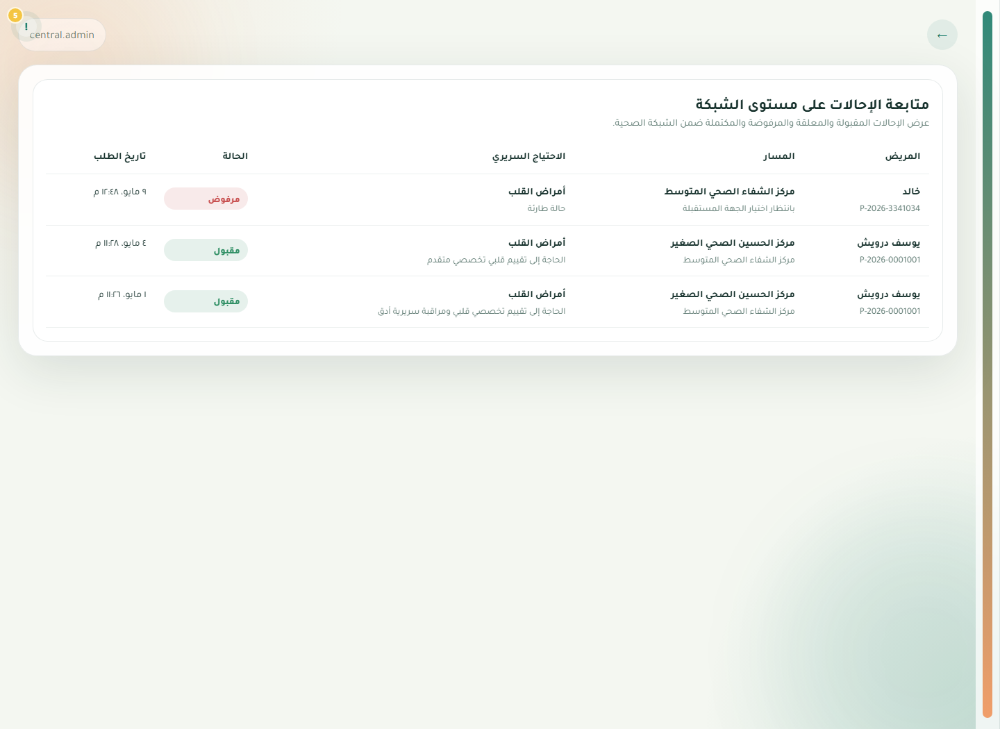 ←
5
!
central.admin
متابعة الإحالات على مستوى الشبكة
عرض الإحالات المقبولة والمعلقة والمرفوضة والمكتملة ضمن الشبكة الصحية.
المريض المسار الاحتياج السريري الحالة تاريخ الطلب
خالد مركز الشفاء الصحي المتوسط أمراض القلب مرفوض ٩ مايو، ١٢:٤٨ م
P-2026-3341034 بانتظار اختيار الجهة المستقبلة حالة طارئة
يوسف درويش مركز الحسين الصحي الصغير أمراض القلب مقبول ٤ مايو، ١١:٢٨ م
P-2026-0001001 مركز الشفاء الصحي المتوسط الحاجة إلى تقييم قلبي تخصصي متقدم
يوسف درويش مركز الحسين الصحي الصغير أمراض القلب مقبول ١ مايو، ١١:٢٦ م
P-2026-0001001 مركز الشفاء الصحي المتوسط الحاجة إلى تقييم تخصصي قلبي ومراقبة سريرية أدق